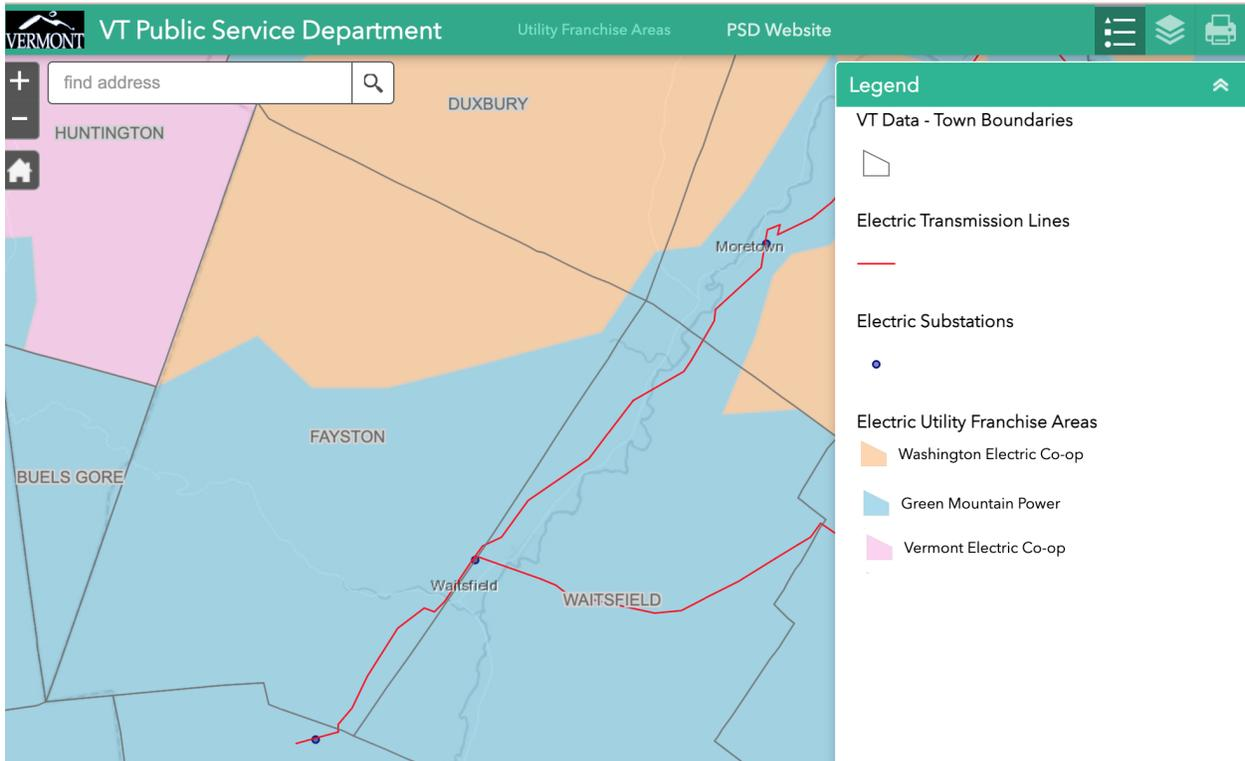 VERMONT
VT Public Service Department
Utility Franchise Areas
PSD Website
find address
Legend
VT Data - Town Boundaries
Electric Transmission Lines
Electric Substations
Electric Utility Franchise Areas
Washington Electric Co-op
Green Mountain Power
Vermont Electric Co-op
DUXBURY
HUNTINGTON
Moretown
FAYSTON
BUELS GORE
Waitsfield
WAITSFIELD